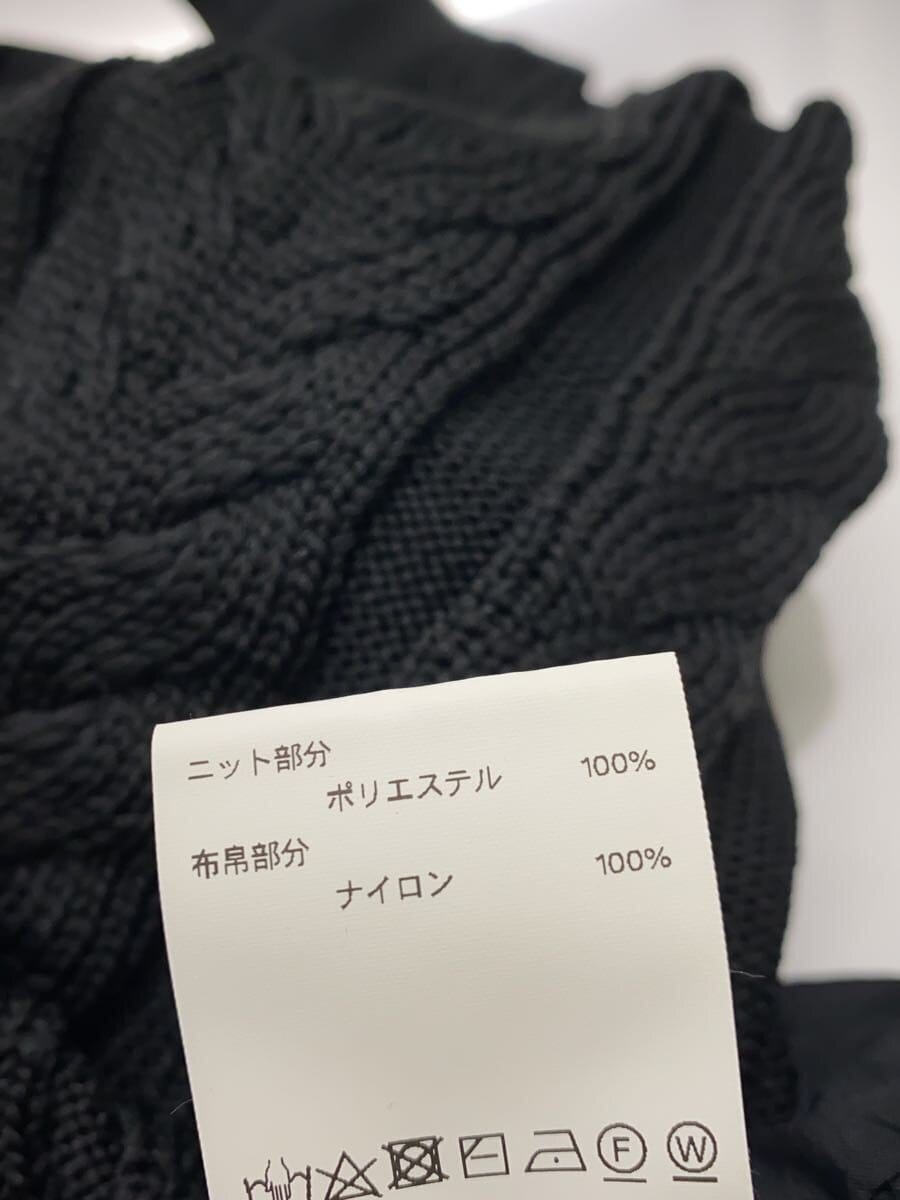 ニット部分
ポリエステル 100%
布帛部分
ナイロン 100%
F W